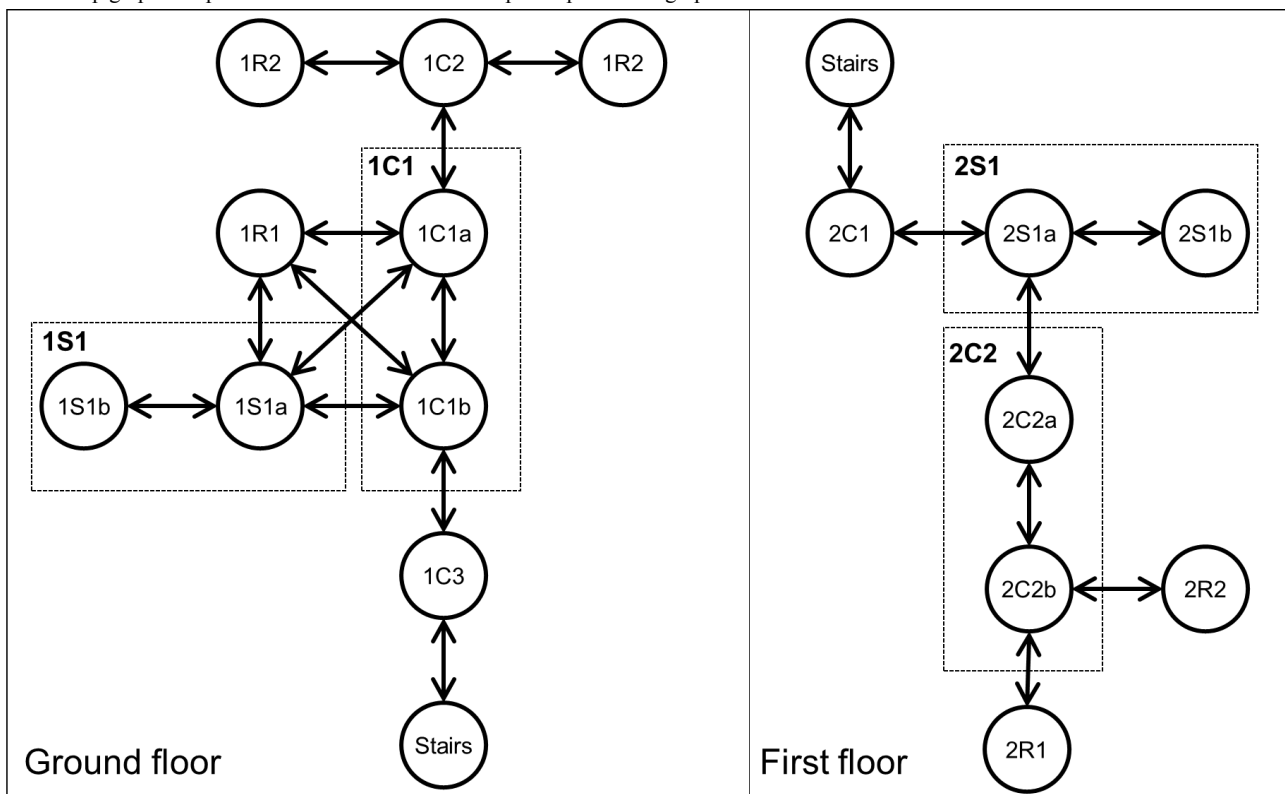 1R2 1C2 1R2
1C1
1R1 1C1a
1S1
1S1b 1S1a 1C1b
1C3
Stairs
Ground floor
Stairs
2S1
2C1 2S1a 2S1b
2C2
2C2a
2C2b 2R2
2R1
First floor